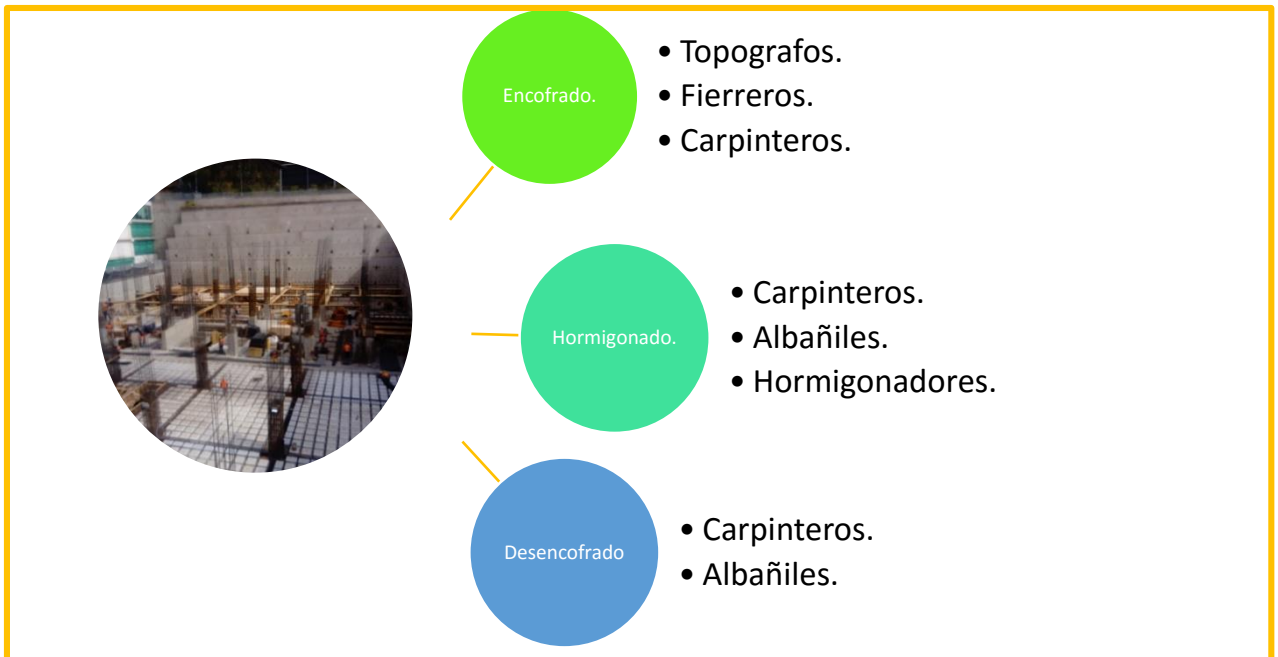 Encofrado.
• Topografos.
• Fierreros.
• Carpinteros.
Hormigonado.
• Carpinteros.
• Albañiles.
• Hormigonadores.
Desencofrado
• Carpinteros.
• Albañiles.